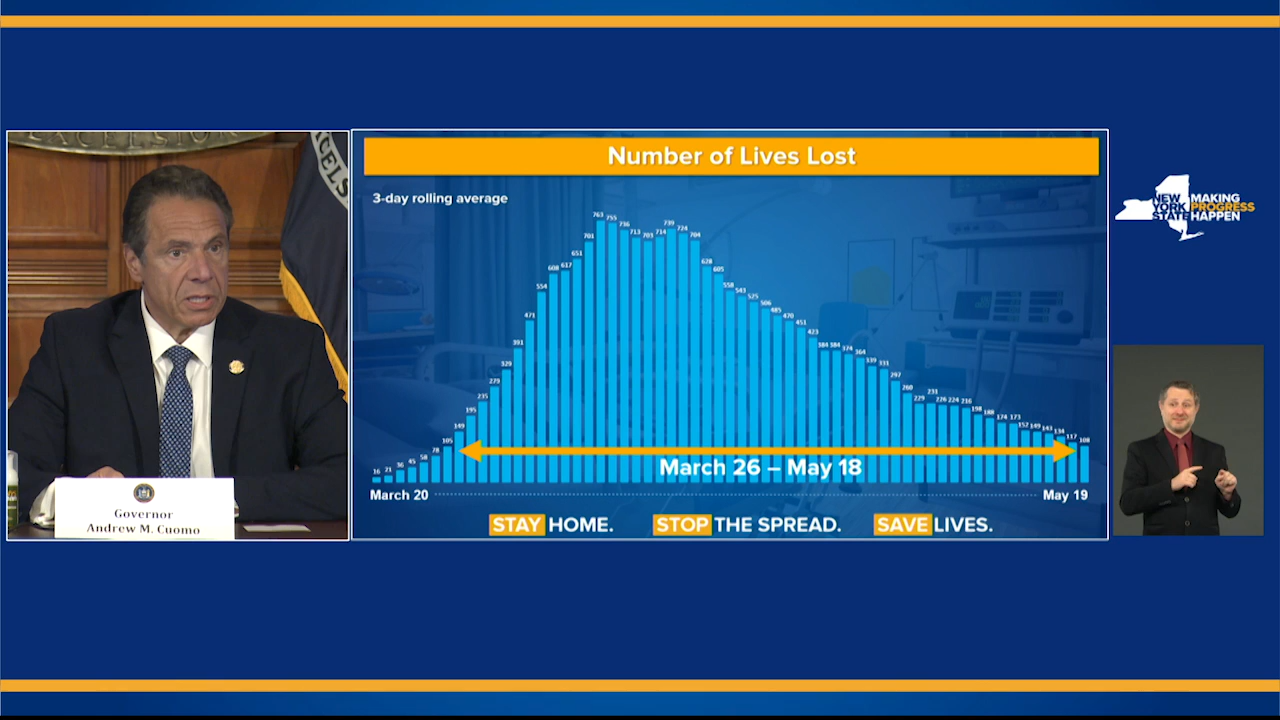 EXCELSIOR
CELS
Governor
Andrew M. Cuomo
Number of Lives Lost
3-day rolling average
16 21 36 45 58 78 105 149 195 235 279 329 391 471 554 608 617 651 701 763 755 736 713 703 714 739 724 704 628 605 558 543 525 506 485 470 451 423 384 384 374 364 339 331 297 260 229 226 224 216 198 188 174 173 149 143 134 117 108
March 26 – May 18
March 20
May 19
STAY HOME. STOP THE SPREAD. SAVE LIVES.
NEW
YORK
STATE
MAKING
PROGRESS
HAPPEN